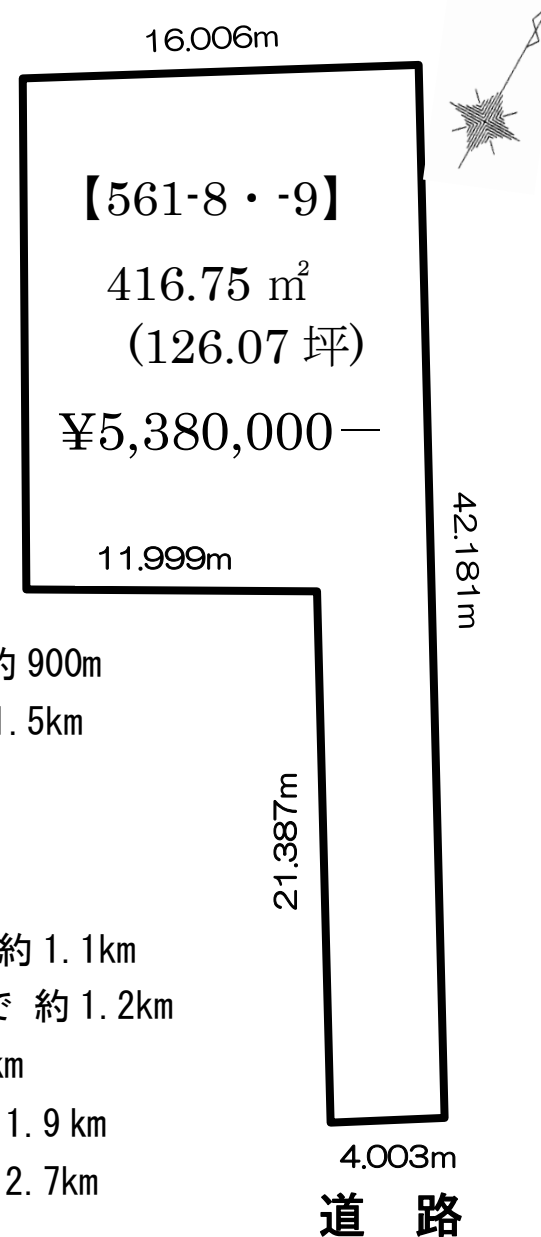 16.006m
【561-8・-9】
416.75 ㎡
(126.07 坪)
¥5,380,000－
42.181m
11.999m
約 900m
1.5km
21.387m
約 1.1km
で 約 1.2km
km
1.9 km
2.7km
4.003m
道　路